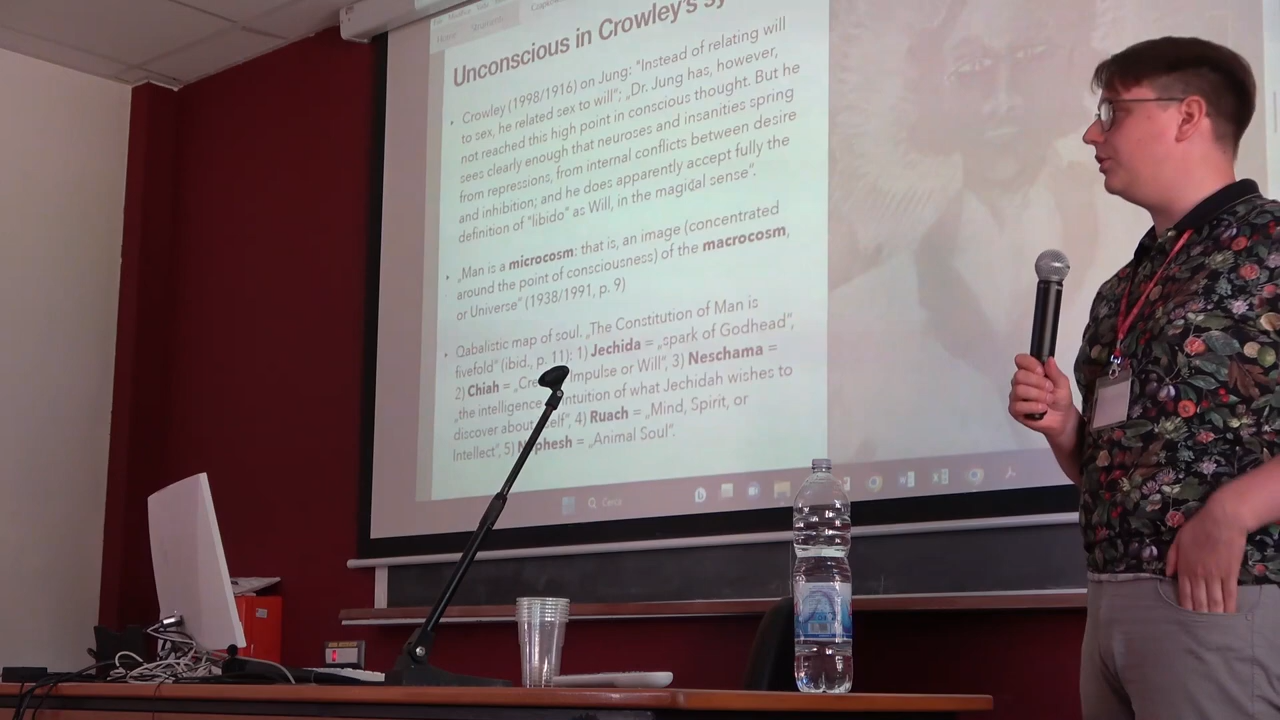 Unconscious in Crowley's sy
Crowley (1998/1916) on Jung: "Instead of relating will
to sex, he related sex to will"; „Dr. Jung has, however,
not reached this high point in conscious thought. But he
sees clearly enough that neuroses and insanities spring
from repressions, from internal conflicts between desire
and inhibition; and he does apparently accept fully the
definition of "libido" as Will, in the magical sense".
„Man is a microcosm: that is, an image (concentrated
around the point of consciousness) of the macrocosm,
or Universe" (1938/1991, p. 9)
Qabalistic map of soul. „The Constitution of Man is
fivefold" (ibid., p. 11): 1) Jechida = „spark of Godhead",
2) Chiah = „Cre Impulse or Will", 3) Neschama =
„the intelligence intuition of what Jechidah wishes to
discover about self", 4) Ruach = „Mind, Spirit, or
Intellect", 5) N phesh = „Animal Soul".
Cerca